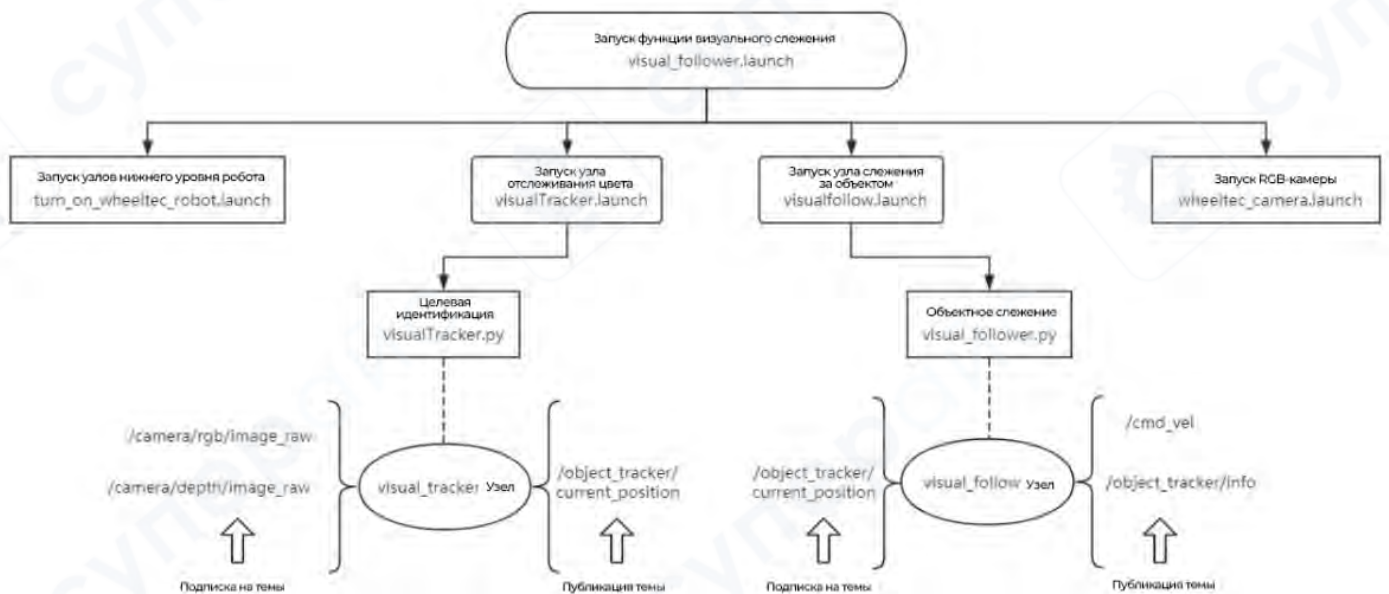 Запуск функции визуального слежения
visual_follower.launch
Запуск узлов нижнего уровня робота
turn_on_wheeltec_robot.launch
Запуск узла
отслеживания цвета
visualTracker.launch
Запуск узла слежения
за объектом
visualfollow.launch
Запуск RGB-камеры
wheeltec_camera.launch
Целевая
идентификация
visualTracker.py
Объектное слежение
visual_follower.py
/camera/rgb/image_raw
/camera/depth/image_raw
visual_tracker Узел
/object_tracker/
current_position
/object_tracker/
current_position
visual_follow Узел
/cmd_vel
/object_tracker/info
Подписка на темы
Публикация темы
Подписка на темы
Публикация темы